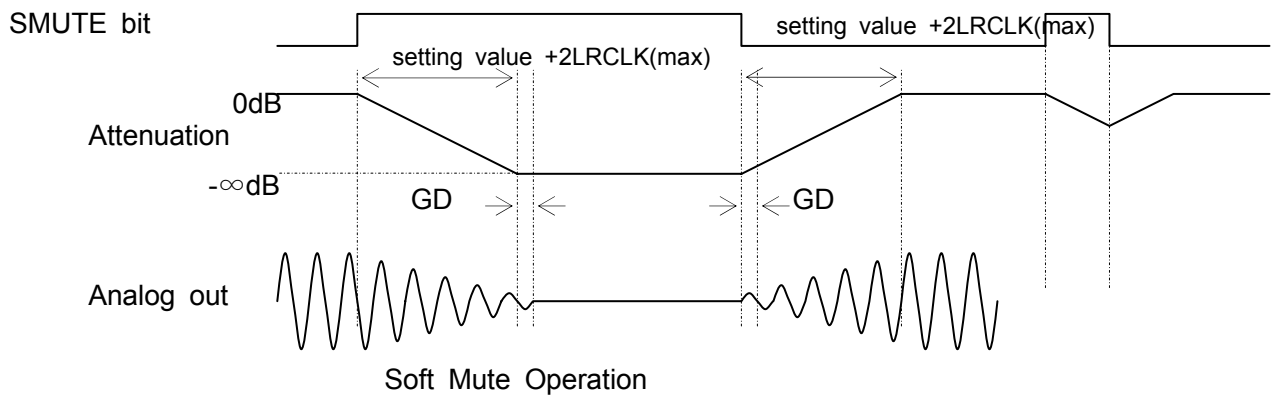 SMUTE bit
setting value +2LRCLK(max)
setting value +2LRCLK(max)
0dB
Attenuation
-∞dB
GD
GD
Analog out
Soft Mute Operation